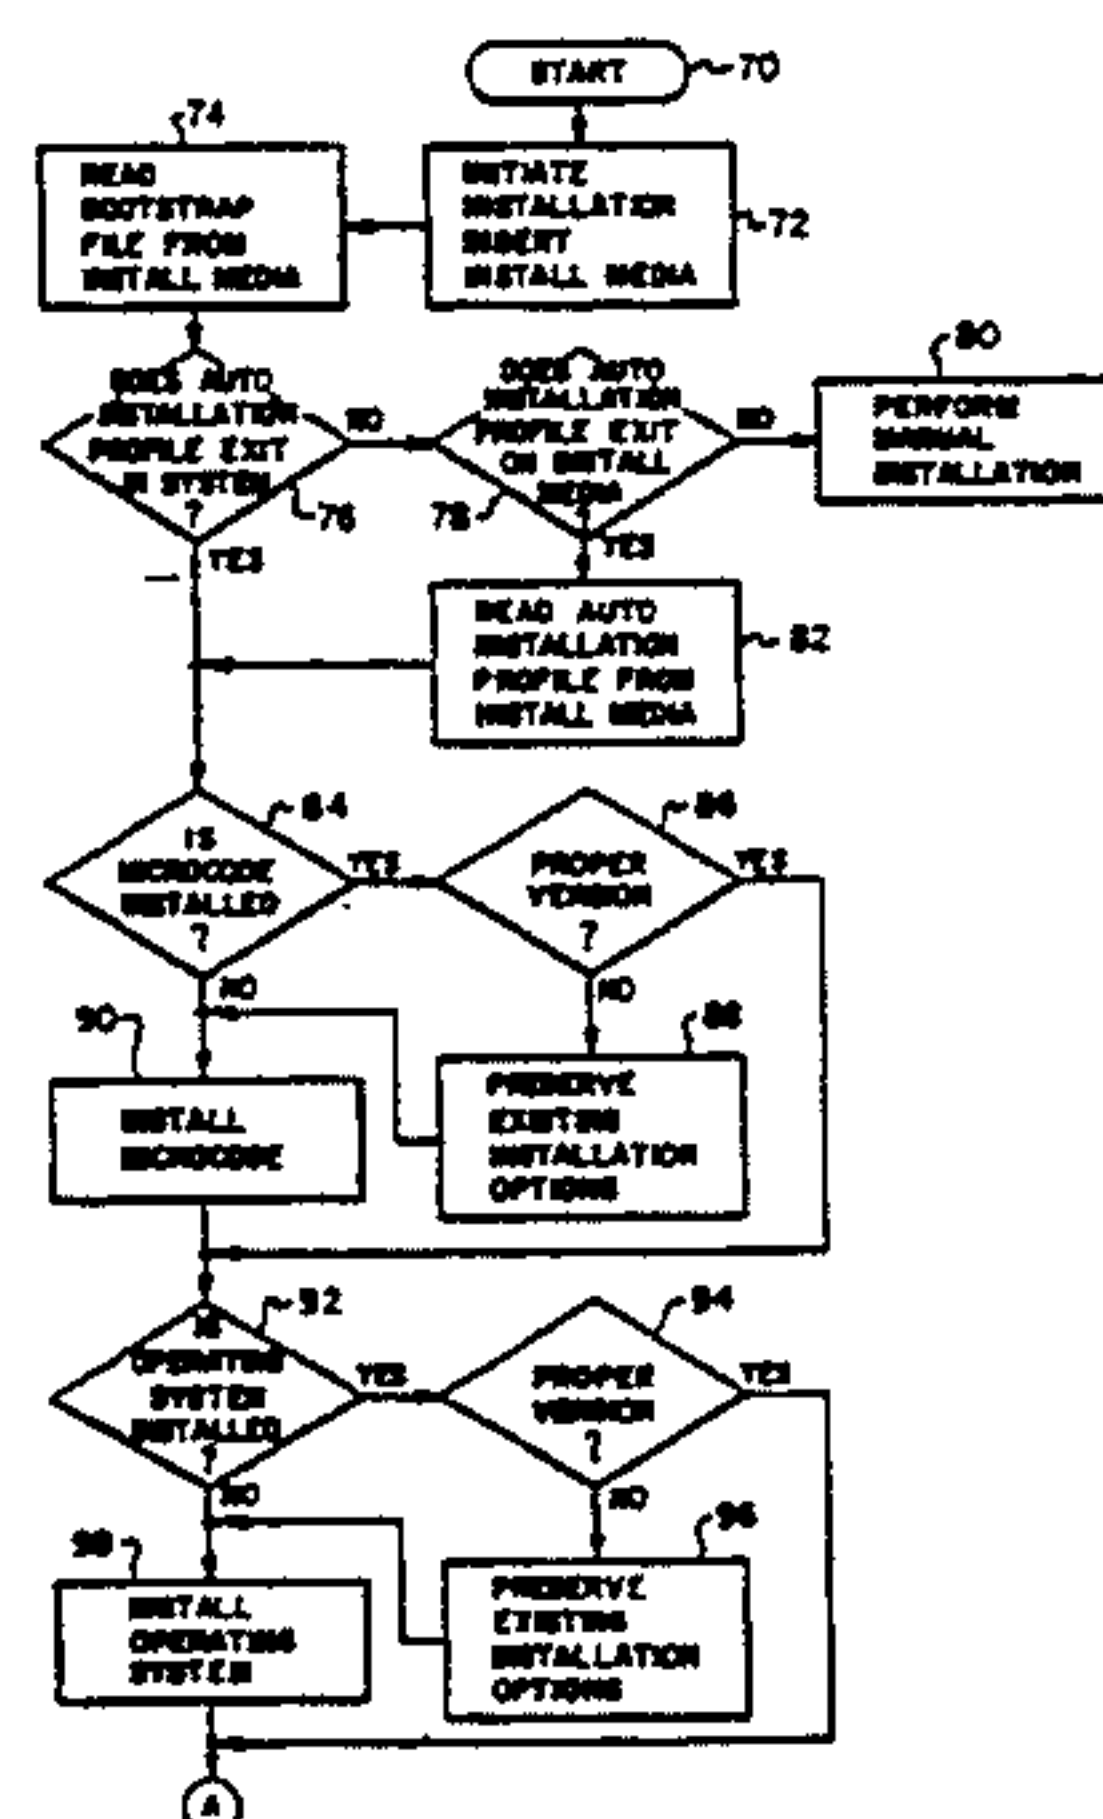 START
70
74
READ
BOOTSTRAP
FILE FROM
INSTALL MEDIA
INITIATE
INSTALLATION
INSERT
INSTALL MEDIA
72
DOES AUTO
INSTALLATION
PROFILE EXIT
IN SYSTEM
?
NO
76
YES
DOES AUTO
INSTALLATION
PROFILE EXIT
ON INSTALL
MEDIA
?
NO
78
YES
80
PERFORM
MANUAL
INSTALLATION
READ AUTO
INSTALLATION
PROFILE FROM
INSTALL MEDIA
82
84
IS
MICROCODE
INSTALLED
?
YES
NO
86
PROPER
VERSION
?
YES
NO
90
INSTALL
MICROCODE
88
PRESERVE
EXISTING
INSTALLATION
OPTIONS
92
IS
OPERATING
SYSTEM
INSTALLED
?
YES
NO
94
PROPER
VERSION
?
YES
NO
98
INSTALL
OPERATING
SYSTEM
96
PRESERVE
EXISTING
INSTALLATION
OPTIONS
A